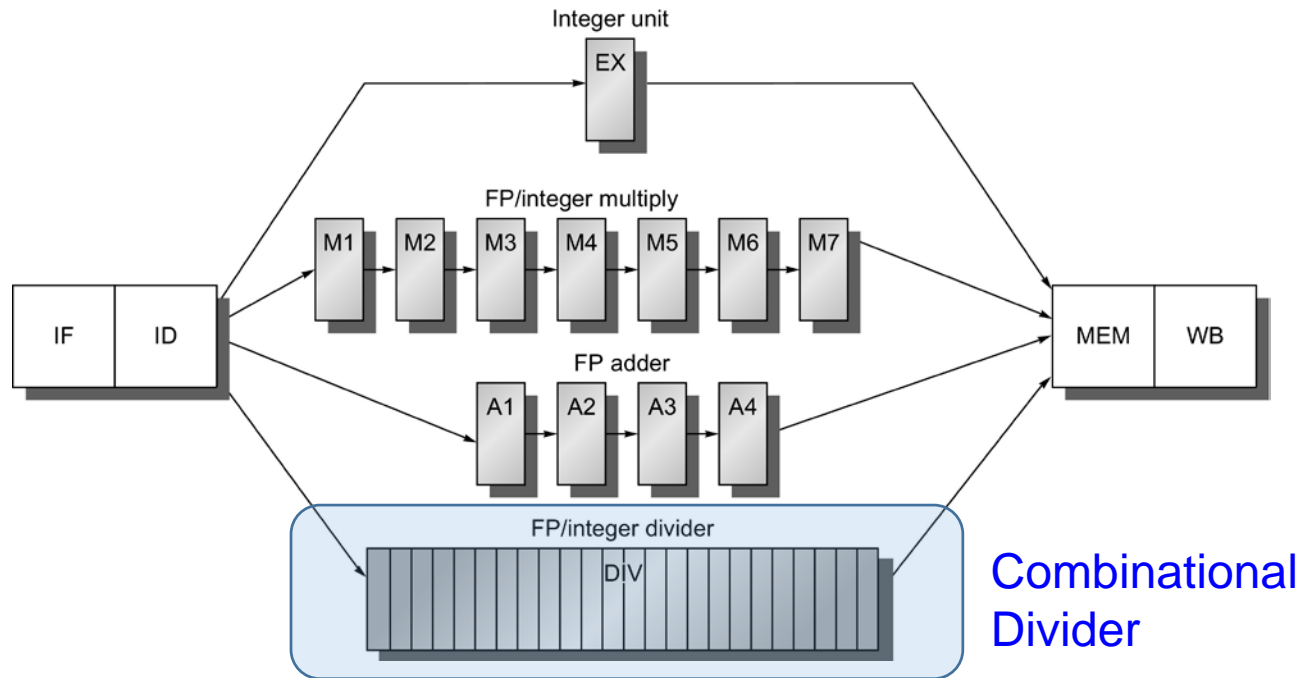 Integer unit
EX
FP/integer multiply
M1 M2 M3 M4 M5 M6 M7
IF ID
MEM WB
FP adder
A1 A2 A3 A4
FP/integer divider
DIV
Combinational
Divider